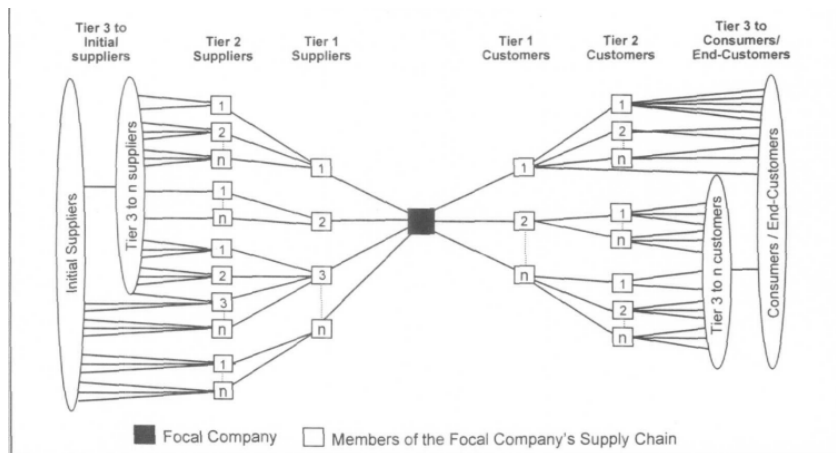 Tier 3 to
Initial
suppliers
Tier 2
Suppliers
Tier 1
Suppliers
Tier 1
Customers
Tier 2
Customers
Tier 3 to
Consumers/
End-Customers
Initial Suppliers
Tier 3 to n suppliers
1
2
n
1
n
1
2
3
n
1
n
1
2
3
n
1
2
n
1
2
n
1
n
1
2
n
Tier 3 to n customers
Consumers / End-Customers
Focal Company
Members of the Focal Company's Supply Chain